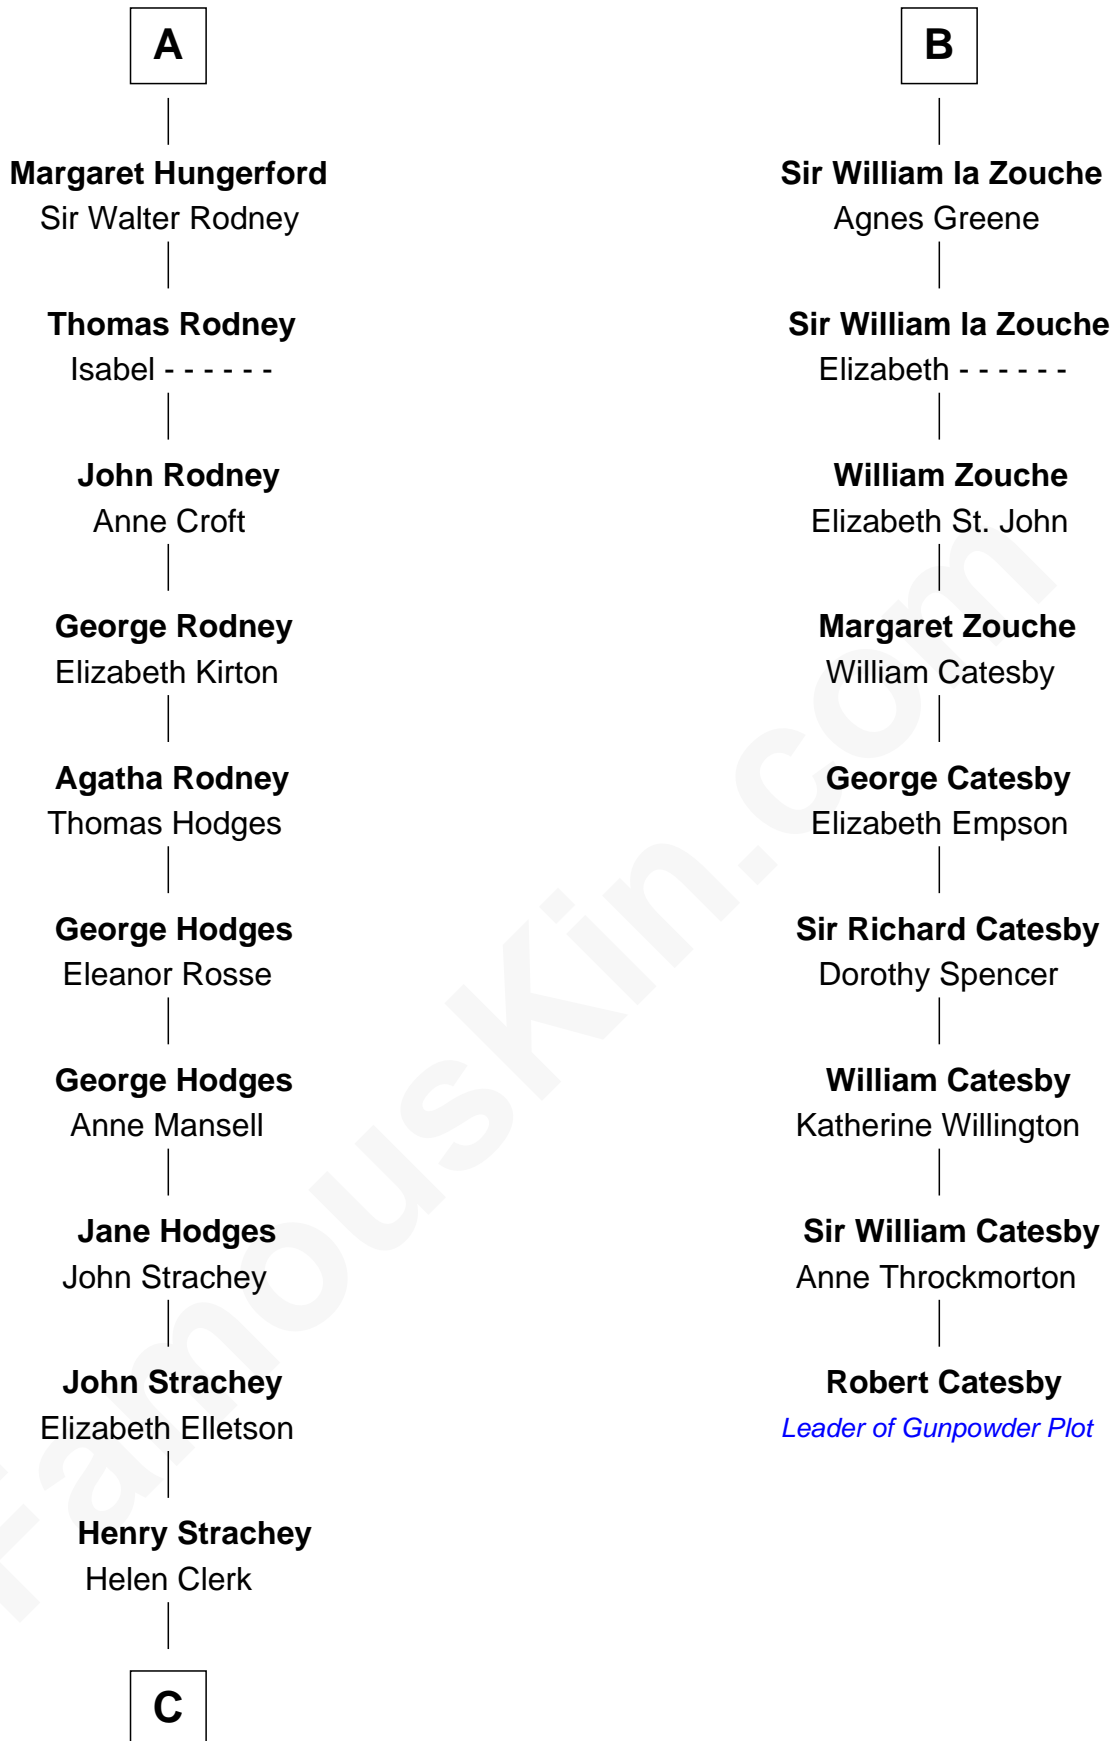 A
Margaret Hungerford
Sir Walter Rodney
Thomas Rodney
Isabel - - - - - -
John Rodney
Anne Croft
George Rodney
Elizabeth Kirton
Agatha Rodney
Thomas Hodges
George Hodges
Eleanor Rosse
George Hodges
Anne Mansell
Jane Hodges
John Strachey
John Strachey
Elizabeth Elletson
Henry Strachey
Helen Clerk
C
B
Sir William la Zouche
Agnes Greene
Sir William la Zouche
Elizabeth - - - - - -
William Zouche
Elizabeth St. John
Margaret Zouche
William Catesby
George Catesby
Elizabeth Empson
Sir Richard Catesby
Dorothy Spencer
William Catesby
Katherine Willington
Sir William Catesby
Anne Throckmorton
Robert Catesby
Leader of Gunpowder Plot
FamousKin.com